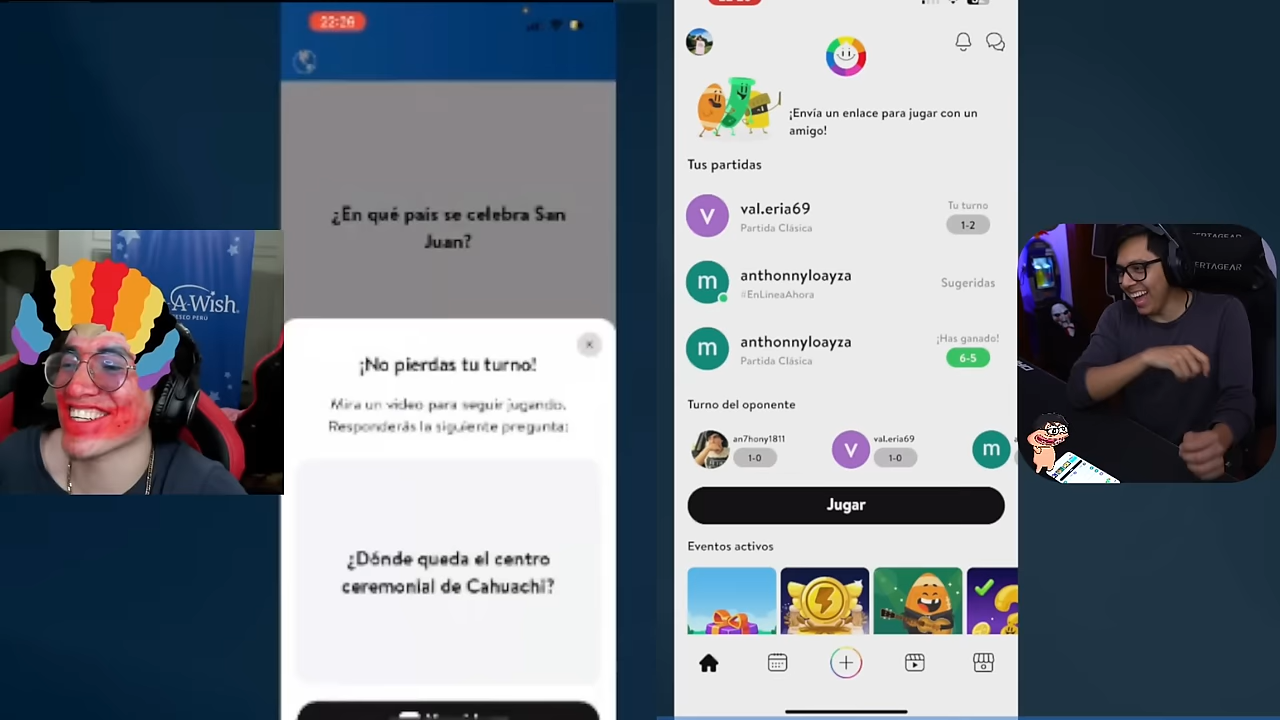 22:26
¿En qué país se celebra San
Juan?
¡No pierdas tu turno!
Mira un video para seguir jugando.
Responderás la siguiente pregunta:
¿Dónde queda el centro
ceremonial de Cahuachi?
A-Wish.
¡Envía un enlace para jugar con un
amigo!
Tus partidas
V
val.eria69
Partida Clásica
Tu turno
1-2
m
anthonnyloayza
#EnLineaAhora
Sugeridas
m
anthonnyloayza
Partida Clásica
¡Has ganado!
6-5
Turno del oponente
an7hony1811
1-0
V
val.eria69
1-0
m
Jugar
Eventos activos